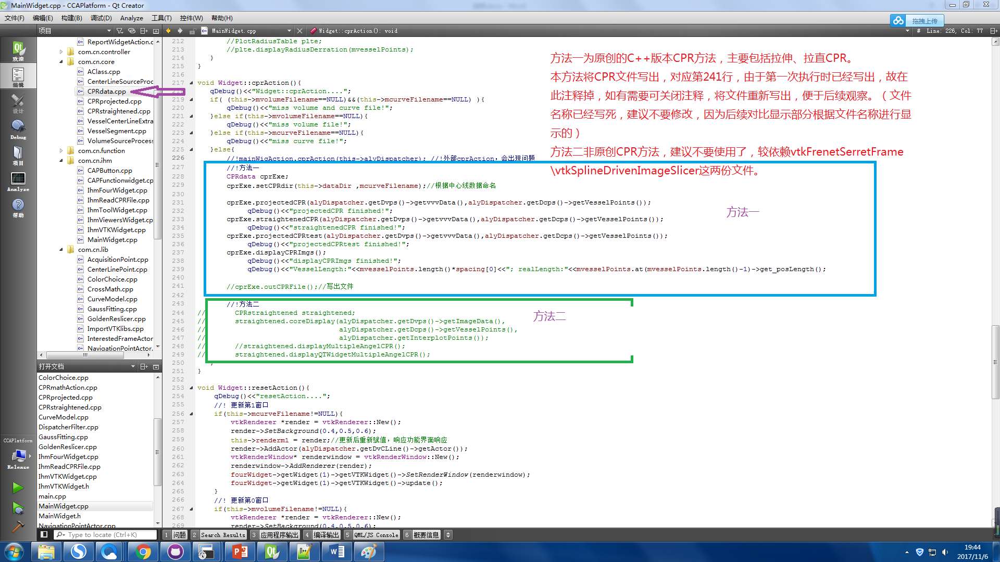 MainWidget.cpp - CCAPlatform - Qt Creator
文件(F) 编辑(E) 构建(B) 调试(D) Analyze 工具(T) 控件(W) 帮助(H)
拖拽上传
项目
MainWidget.cpp
Widget::cprAction(): void
# Line: 226, Col: 77
欢迎
编辑
设计
Debug
项目
Analyze
帮助
CCAPlatform
Release
ReportWidgetAction.c
com.cn.controller
com.cn.core
AClass.cpp
CenterLineSourceProc
CPRdata.cpp
CPRprojected.cpp
CPRstraightened.cpp
VesselCenterLineExtra
VesselSegment.cpp
VolumeSourceProcess
com.cn.function
com.cn.ihm
CAPButton.cpp
CAPFunctionwidget.cp
IhmFourWidget.cpp
IhmReadCPRFile.cpp
IhmToolWidget.cpp
IhmViewersWidget.cp
IhmVTKWidget.cpp
MainWidget.cpp
com.cn.lib
AcquisitionPoint.cpp
CenterLinePoint.cpp
ColorChoice.cpp
CrossMath.cpp
CurveModel.cpp
GaussFitting.cpp
GoldenReslicer.cpp
ImportVTKlibs.cpp
InterestedFrameActor
NavigationPointActor.
打开文档
ColorChoice.cpp
CPRmathAction.cpp
CPRprojected.cpp
CPRstraightened.cpp
CurveModel.cpp
DispatcherFilter.cpp
GaussFitting.cpp
GoldenReslicer.cpp
IhmFourWidget.cpp
IhmReadCPRFile.cpp
IhmVTKWidget.cpp
IhmVTKWidget.h
main.cpp
MainWidget.cpp
MainWidget.h
NavigationPointActor.cpp
212 //PlotRadiusTable plte;
213 //plte.displayRadiusDerration(mvesselPoints);
214 }
215 }
216
217 void Widget::cprAction(){
qDebug()<<"Widget::cprAction....";
219 if( (this->mvolumeFilename==NULL)&&(this->mcurveFilename==NULL) ){
220 qDebug()<<"miss volume and curve file!";
221 }else if(this->mvolumeFilename==NULL){
222 qDebug()<<"miss volume file!";
223 }else if(this->mcurveFilename==NULL){
224 qDebug()<<"miss curve file!";
225 }else{
226 //!mainWigAction.cprAction(this->alyDispatcher); //!外部cprAction，会出现问题
227 //!方法一
228 CPRdata cprExe;
229 cprExe.setCPRdir(this->dataDir ,mcurveFilename);//根据中心线数据命名
230
231 cprExe.projectedCPR(alyDispatcher.getDvps()->getvvvData(),alyDispatcher.getDcps()->getVesselPoints());
232 qDebug()<<"projectedCPR finished!";
233 cprExe.straightenedCPR(alyDispatcher.getDvps()->getvvvData(),alyDispatcher.getDcps()->getVesselPoints());
234 qDebug()<<"straightenedCPR finished!";
235 cprExe.projectedCPRtest(alyDispatcher.getDvps()->getvvvData(),alyDispatcher.getDcps()->getVesselPoints());
236 qDebug()<<"projectedCPRtest finished!";
237 cprExe.displayCPRImgs();
238 qDebug()<<"displayCPRImgs finished!";
239 qDebug()<<"VesselLength:"<<mvesselPoints.length()*spacing[0]<<"; realLength:"<<mvesselPoints.at(mvesselPoints.length()-1)->get_posLength();
240
241 //cprExe.outCPRFile();//写出文件
242
243 //!方法二
244 // CPRstraightened straightened;
245 // straightened.coreDisplay(alyDispatcher.getDvps()->getImageData(),
246 // alyDispatcher.getDcps()->getVesselPoints(),
247 // alyDispatcher.getInterplotPoints());
248 // //straightened.displayMultipleAngelCPR();
249 // straightened.displayQTWidgetMultipleAngelCPR();
250 }
251 }
252
253 void Widget::resetAction(){
254 qDebug()<<"resetAction....";
255 //! 更新第1窗口
256 if(this->mcurveFilename!=NULL){
257 vtkRenderer *render = vtkRenderer::New();
258 render->SetBackground(0.4,0.5,0.6);
259 this->renderm1 = render;//更新后重新赋值，响应功能界面响应
260 render->AddActor(alyDispatcher.getDvCLine()->getActor());
261 vtkRenderWindow* renderwindow = vtkRenderWindow::New();
262 renderwindow->AddRenderer(render);
263 fourWidget->getWidget(1)->getVTKWidget()->SetRenderWindow(renderwindow);
264 fourWidget->getWidget(1)->getVTKWidget()->update();
265 }
266 //! 更新第0窗口
267 if(this->mvolumeFilename!=NULL){
268 vtkRenderer *render = vtkRenderer::New();
269 render->SetBackground(0.4,0.5,0.6);
方法一为原创的C++版本CPR方法，主要包括拉伸、拉直CPR。
本方法将CPR文件写出，对应第241行，由于第一次执行时已经写出，故在
此注释掉，如有需要可关闭注释，将文件重新写出，便于后续观察。（文件
名称已经写死，建议不要修改，因为后续对比显示部分根据文件名称进行显
示的）
方法二非原创CPR方法，建议不要使用了，较依赖vtkFrenetSerretFrame
\vtkSplineDrivenImageSlicer这两份文件。
方法一
方法二
Type to locate (Ctrl+K)
1 问题 2 Search Results 3 应用程序输出 4 编译输出 5 QML/JS Console 6 概要信息
19:44
2017/11/6